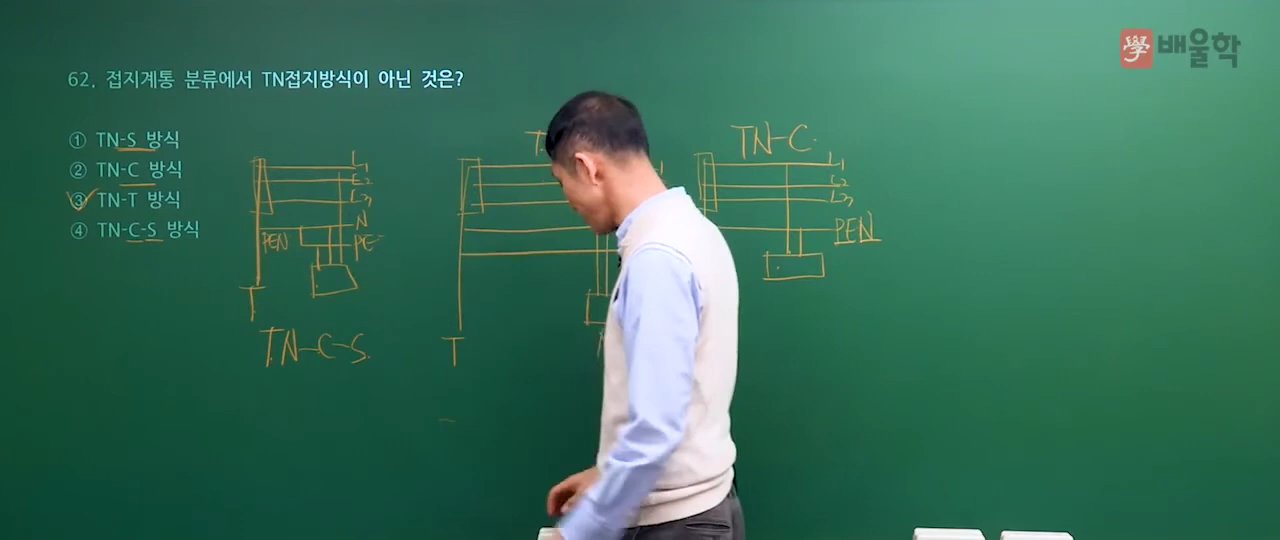 學 배울학
62. 접지계통 분류에서 TN접지방식이 아닌 것은?
① TN-S 방식
② TN-C 방식
③ TN-T 방식
④ TN-C-S 방식
L1
L2
L3
N
PEN
PE
T
TN-C-S.
T
T
TN-C.
L1
L2
L3
PEN